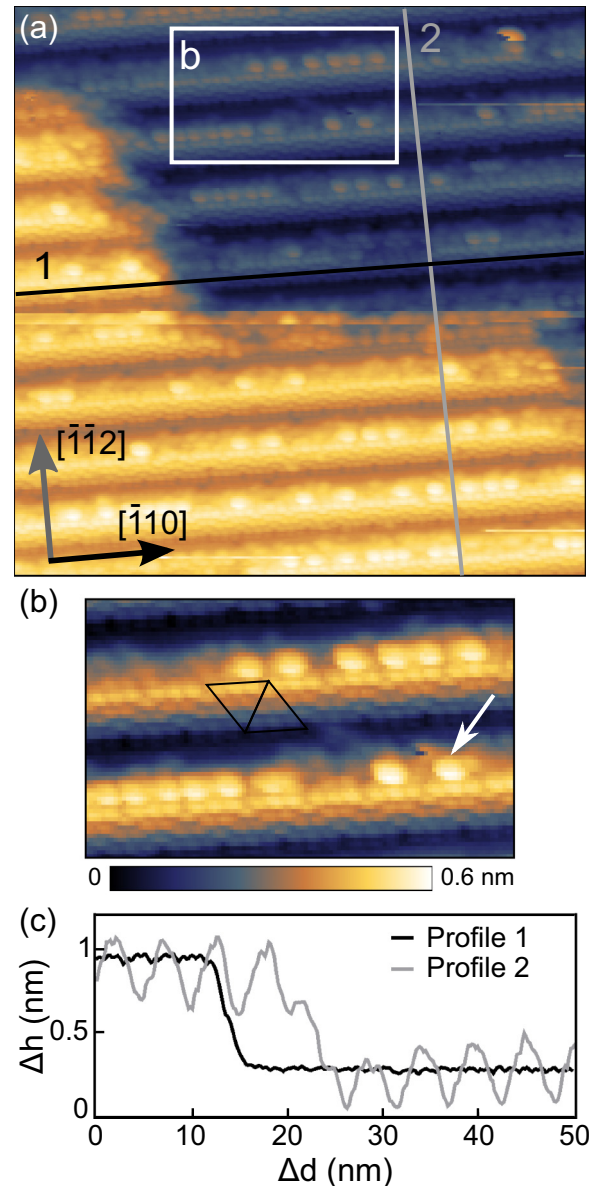 (a)
2
b
1
[1̄1̄2]
[1̄10]
(b)
0
0.6 nm
(c)
Profile 1
Profile 2
1
0.5
0
Δh (nm)
0 10 20 30 40 50
Δd (nm)